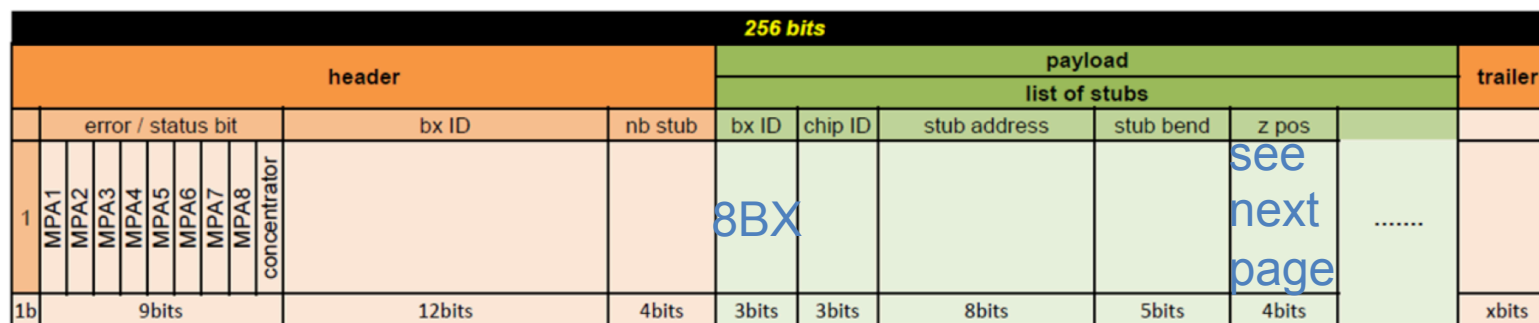 256 bits
header
payload
trailer
list of stubs
error / status bit
bx ID
nb stub
bx ID
chip ID
stub address
stub bend
z pos
1
MPA1
MPA2
MPA3
MPA4
MPA5
MPA6
MPA7
MPA8
concentrator
8BX
see
next
page
.......
1b
9bits
12bits
4bits
3bits
3bits
8bits
5bits
4bits
xbits